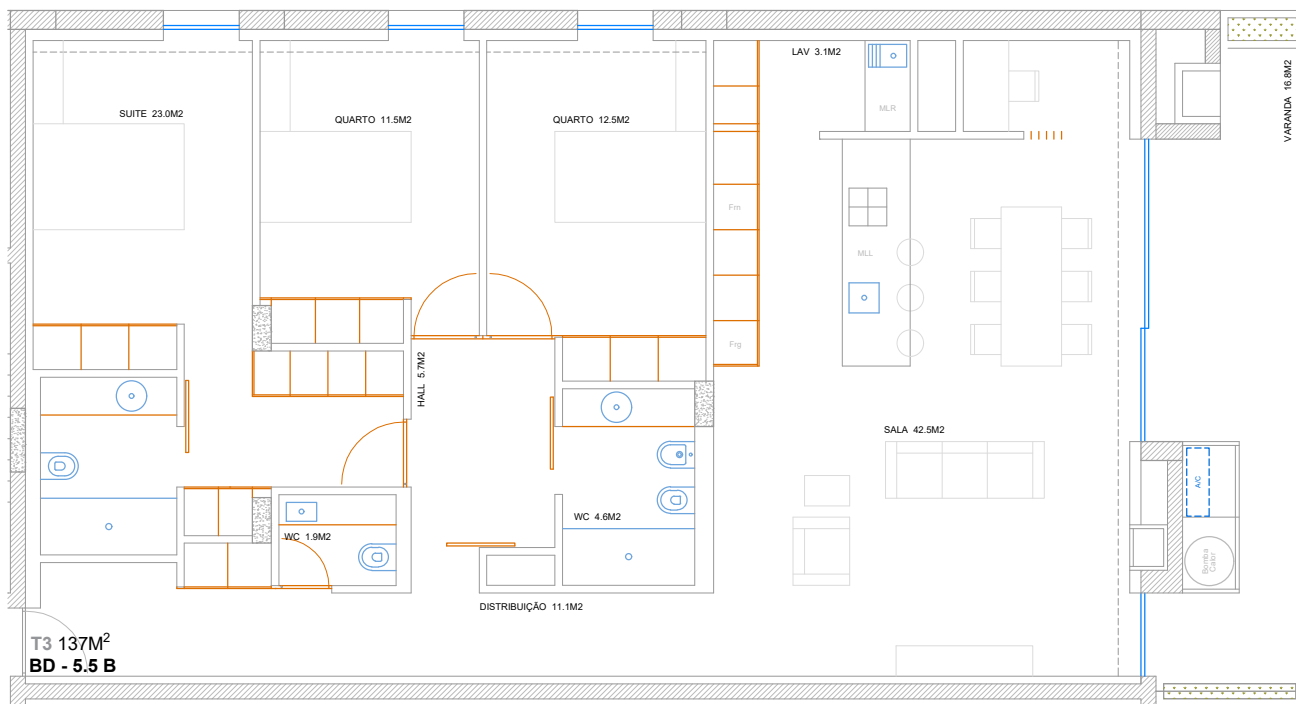 LAV 3.1M2
VARANDA 16.8M2
SUITE 23.0M2
QUARTO 11.5M2
QUARTO 12.5M2
MLR
Frn
MLL
Frg
HALL 5.7M2
SALA 42.5M2
A/C
WC 4.6M2
WC 1.9M2
Bomba
Calor
DISTRIBUIÇÃO 11.1M2
T3 137M²
BD - 5.5 B